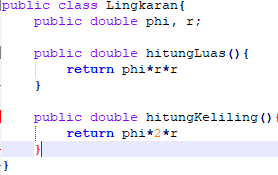 public class Lingkaran{
    public double phi, r;

    public double hitungLuas(){
        return phi*r*r
    }

    public double hitungKeliling(){
        return phi*2*r
    }
}